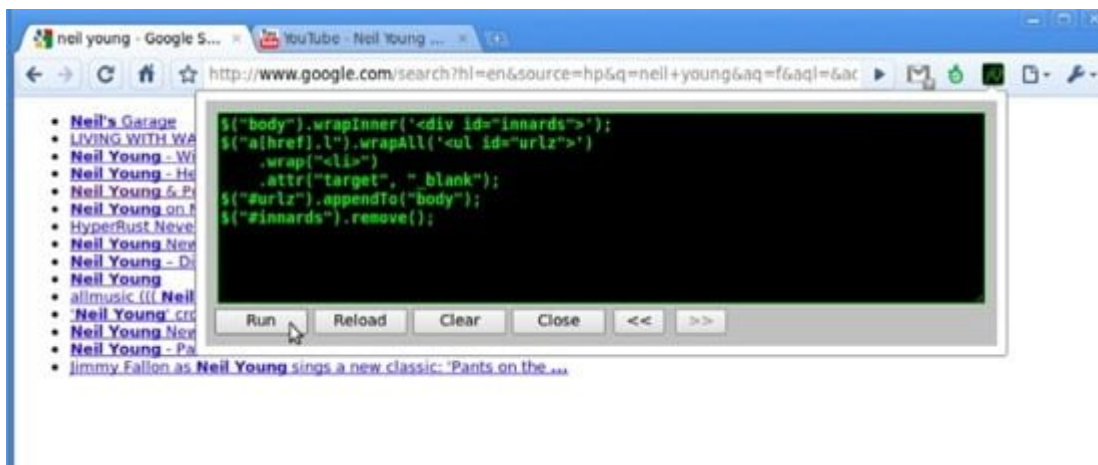 neil young - Google S...
YouTube - Neil Young ...
http://www.google.com/search?hl=en&source=hp&q=neil+young&aq=f&aql=&ac
Neil's Garage
LIVING WITH WA
Neil Young - Wi
Neil Young - He
Neil Young & Pe
Neil Young on
HyperRust Neve
Neil Young New
Neil Young - Di
Neil Young
allmusic ((( Neil
'Neil Young' cro
Neil Young New
Neil Young - Pa
Jimmy Fallon as Neil Young sings a new classic: 'Pants on the ...
$("body").wrapInner('<div id="innards">');
$("a[href].l").wrapAll('<ul id="urlz">')
.wrap("<li>")
.attr("target", "_blank");
$("#urlz").appendTo("body");
$("#innards").remove();
Run Reload Clear Close << >>